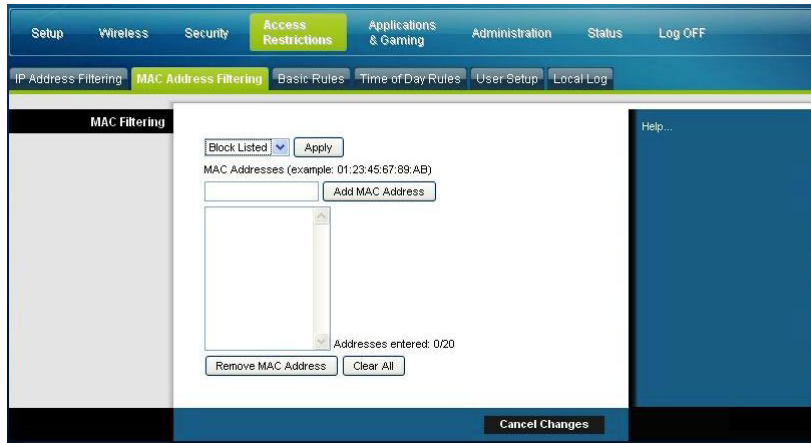 Setup Wireless Security Access Restrictions Applications & Gaming Administration Status Log OFF
IP Address Filtering MAC Address Filtering Basic Rules Time of Day Rules User Setup Local Log
MAC Filtering
Help...
Block Listed Apply
MAC Addresses (example: 01:23:45:67:89:AB)
Add MAC Address
Addresses entered: 0/20
Remove MAC Address Clear All
Cancel Changes